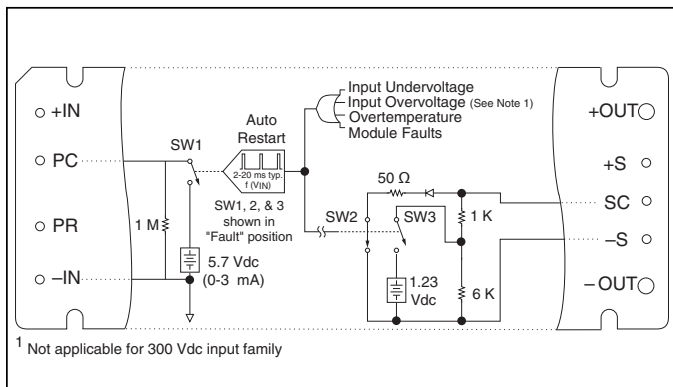 Input Undervoltage
Input Overvoltage (See Note 1)
Overtemperature
Module Faults
+IN
PC
PR
–IN
SW1
Auto
Restart
2-20 ms typ.
f (VIN)
SW1, 2, & 3
shown in
"Fault" position
1 M
5.7 Vdc
(0-3 mA)
50 Ω
SW2
SW3
1 K
1.23
Vdc
6 K
+OUT
+S
SC
–S
–OUT
1 Not applicable for 300 Vdc input family